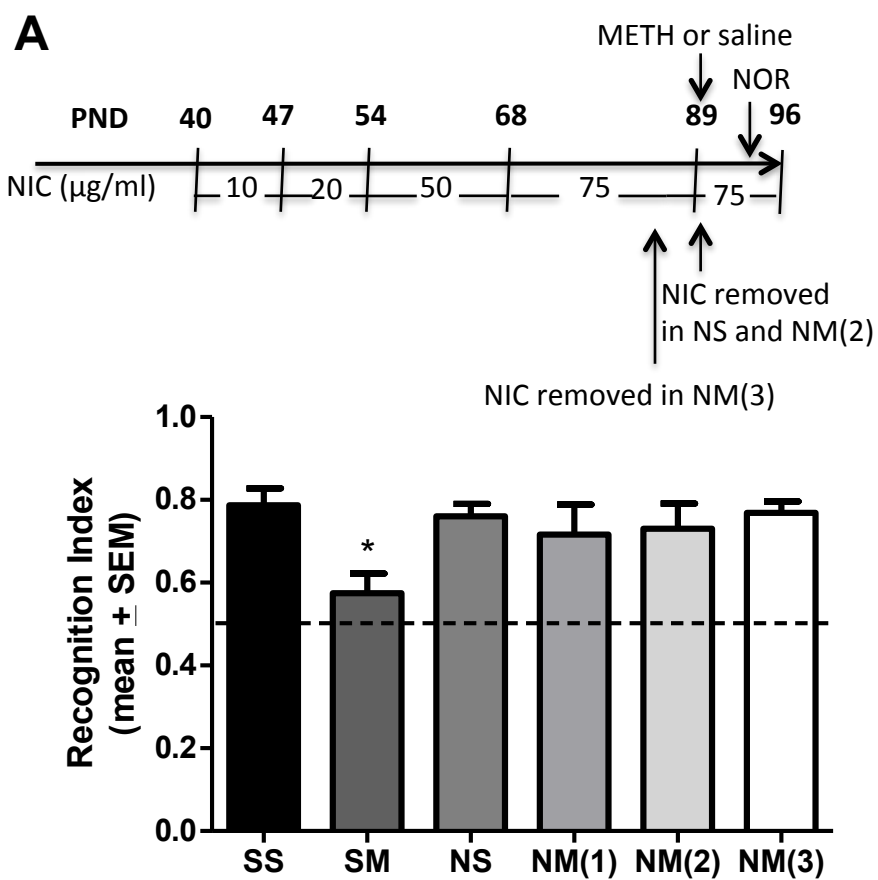 A
METH or saline
NOR
PND 40 47 54 68 89 96
NIC (µg/ml) 10 20 50 75 75
NIC removed
in NS and NM(2)
NIC removed in NM(3)
Recognition Index
(mean ± SEM)
1.0
0.8
0.6
0.4
0.2
0.0
*
SS SM NS NM(1) NM(2) NM(3)